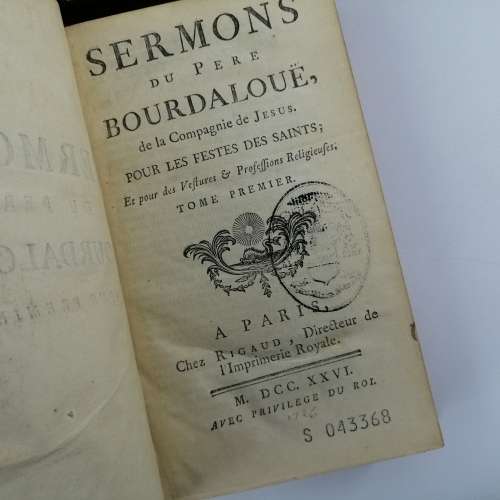 SERMONS
DU PERE
BOURDALOUË,
de la Compagnie de JESUS.
POUR LES FESTES DES SAINTS;
Et pour des Vestures & Professions Religieuses.
TOME PREMIER.
A PARIS,
Chez RIGAUD, Directeur de
l'Imprimerie Royale.
M. DCC. XXVI.
AVEC PRIVILEGE DU ROI.
S 043368